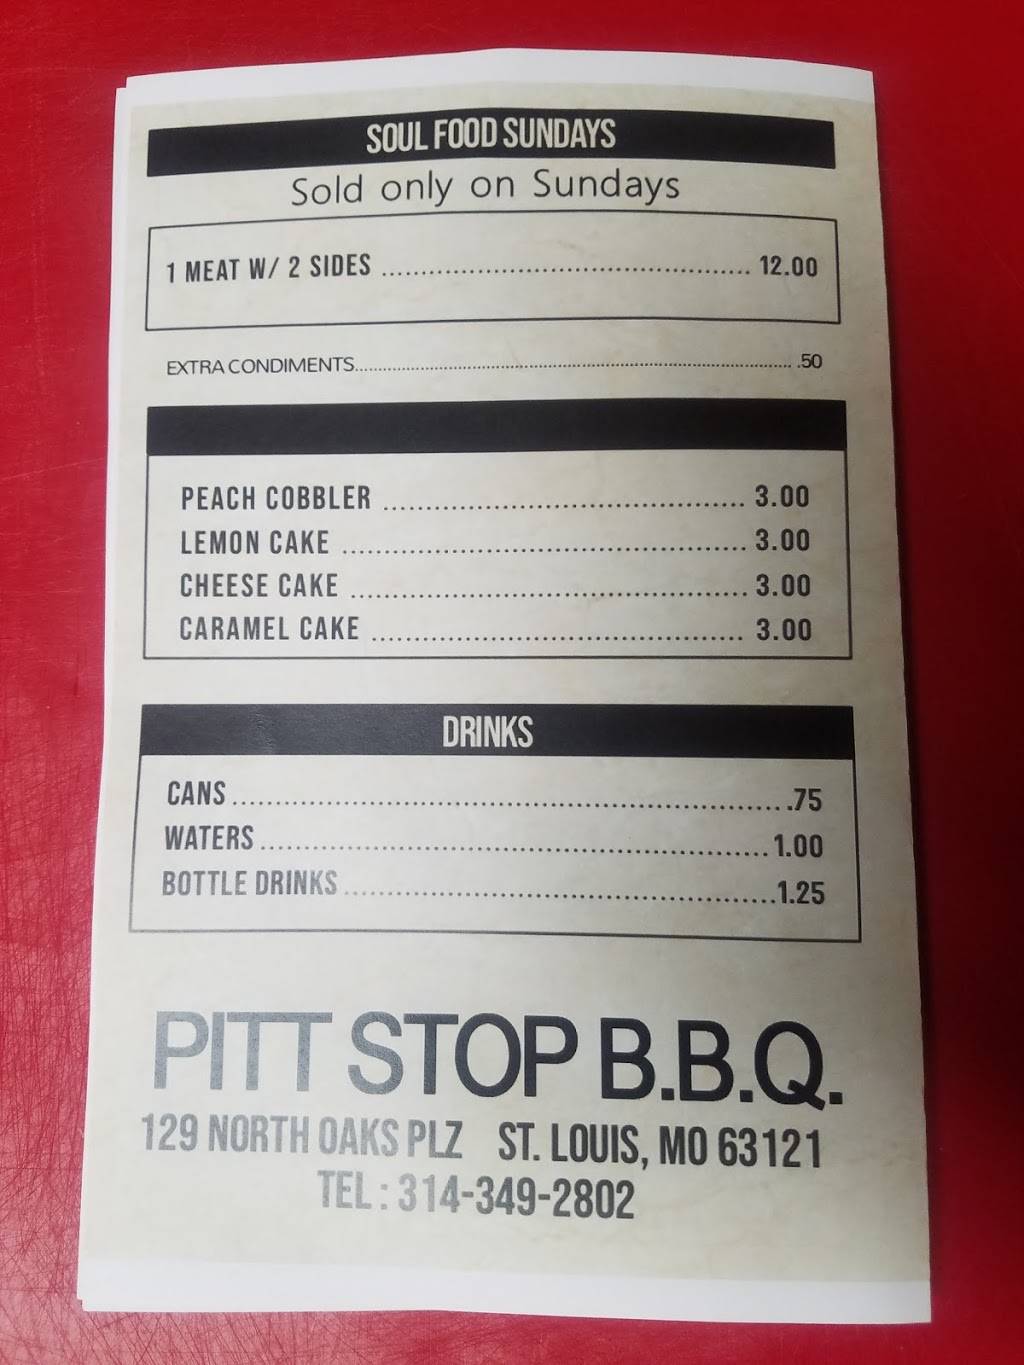 SOUL FOOD SUNDAYS
Sold only on Sundays
1 MEAT W/ 2 SIDES ............................................... 12.00
EXTRA CONDIMENTS............................................................................................... .50
PEACH COBBLER .......................................... 3.00
LEMON CAKE ............................................... 3.00
CHEESE CAKE .............................................. 3.00
CARAMEL CAKE ........................................... 3.00
DRINKS
CANS................................................................75
WATERS............................................................1.00
BOTTLE DRINKS..................................................1.25
PITT STOP B.B.Q.
129 NORTH OAKS PLZ ST. LOUIS, MO 63121
TEL : 314-349-2802